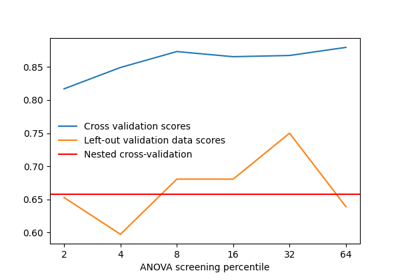 0.85
0.80
0.75
0.70
0.65
0.60
Cross validation scores
Left-out validation data scores
Nested cross-validation
2 4 8 16 32 64
ANOVA screening percentile